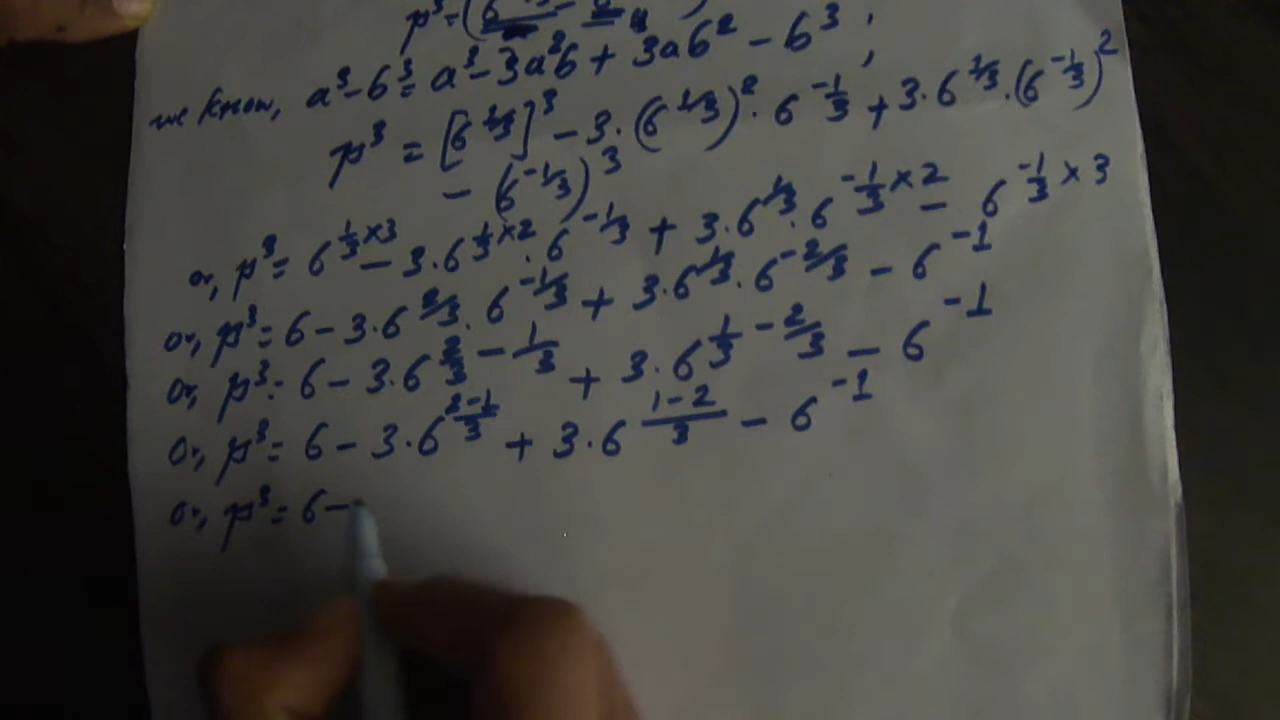 p³ = (6
we know, a³-b³ = a³-3a²b + 3ab² - b³ ;
p³ = [6^{1/3}]³ - 3·(6^{1/3})²·6^{-1/3} + 3·6^{1/3}·(6^{-1/3})²
- (6^{-1/3})³
or, p³ = 6^{1/3×3} - 3·6^{1/3×2}·6^{-1/3} + 3·6^{1/3}·6^{-1/3×2} - 6^{-1/3×3}
or, p³ = 6 - 3·6^{2/3}·6^{-1/3} + 3·6^{1/3}·6^{-2/3} - 6^{-1}
or, p³ = 6 - 3·6^{2/3 - 1/3} + 3·6^{1/3 - 2/3} - 6^{-1}
or, p³ = 6 - 3·6^{(2-1)/3} + 3·6^{(1-2)/3} - 6^{-1}
or, p³ = 6 -